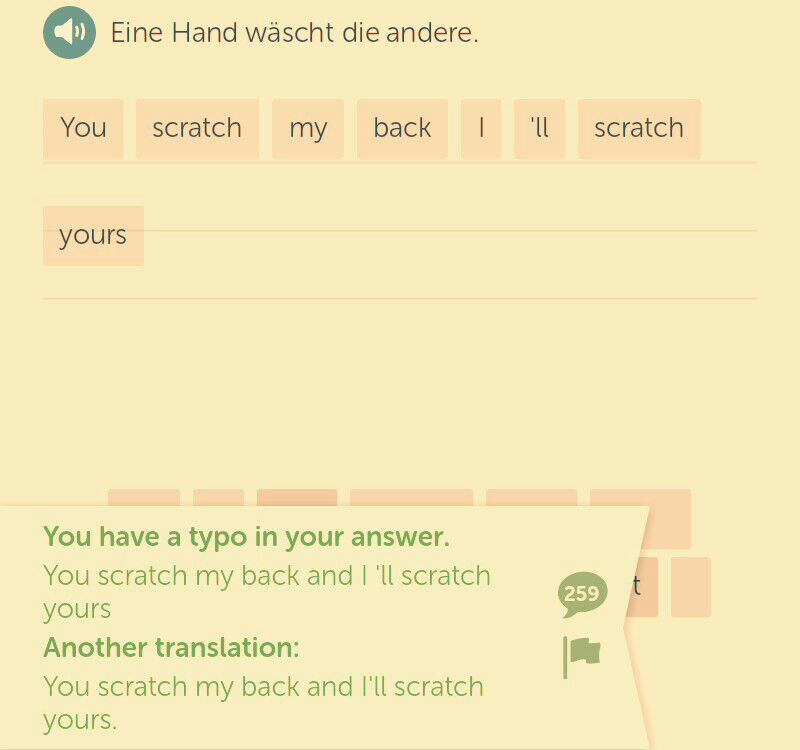 Eine Hand wäscht die andere.
You scratch my back I 'll scratch
yours
You have a typo in your answer.
You scratch my back and I 'll scratch
yours
259
Another translation:
You scratch my back and I'll scratch
yours.